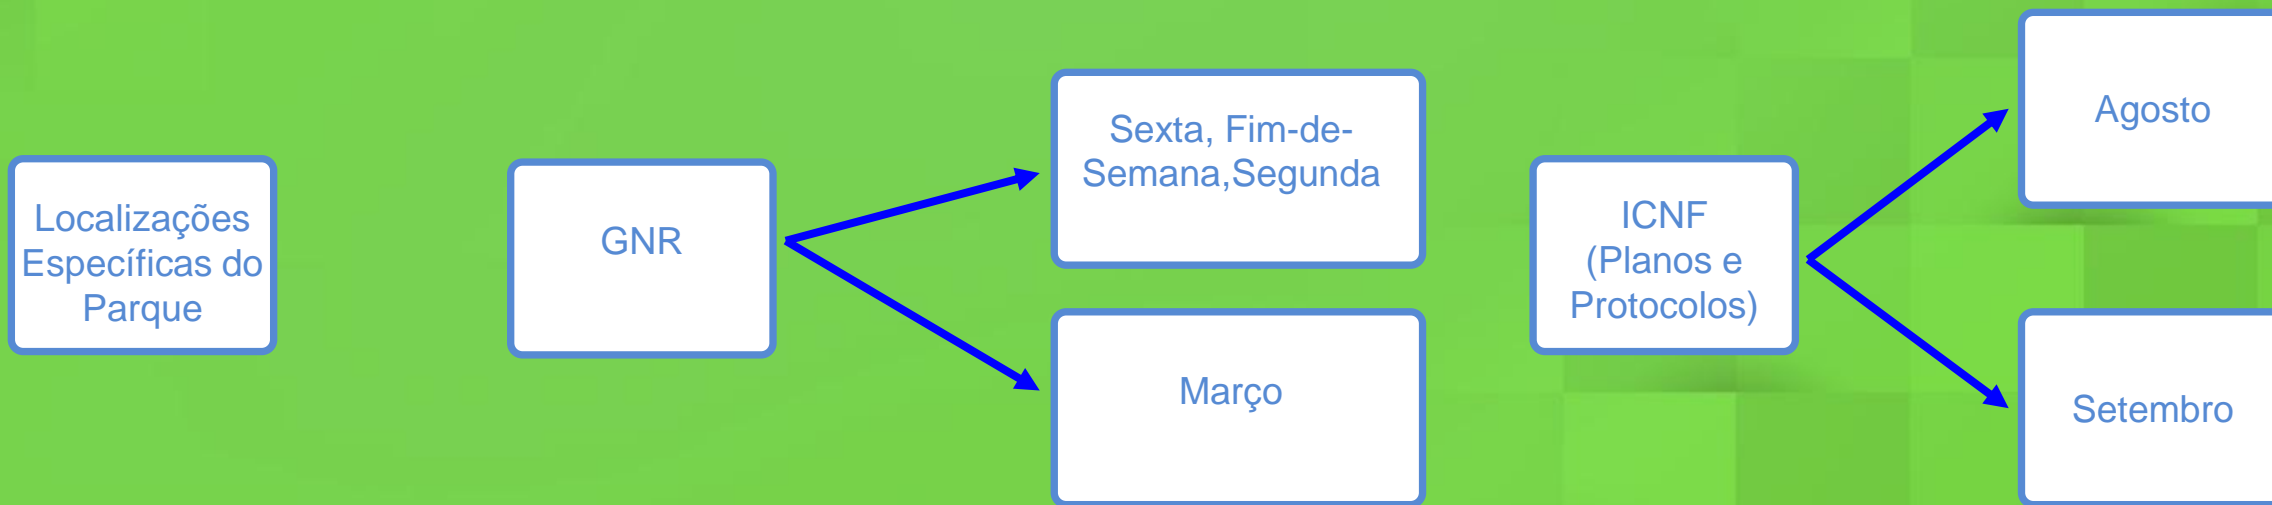 Localizações
Específicas do
Parque
GNR
Sexta, Fim-de-
Semana,Segunda
Março
ICNF
(Planos e
Protocolos)
Agosto
Setembro